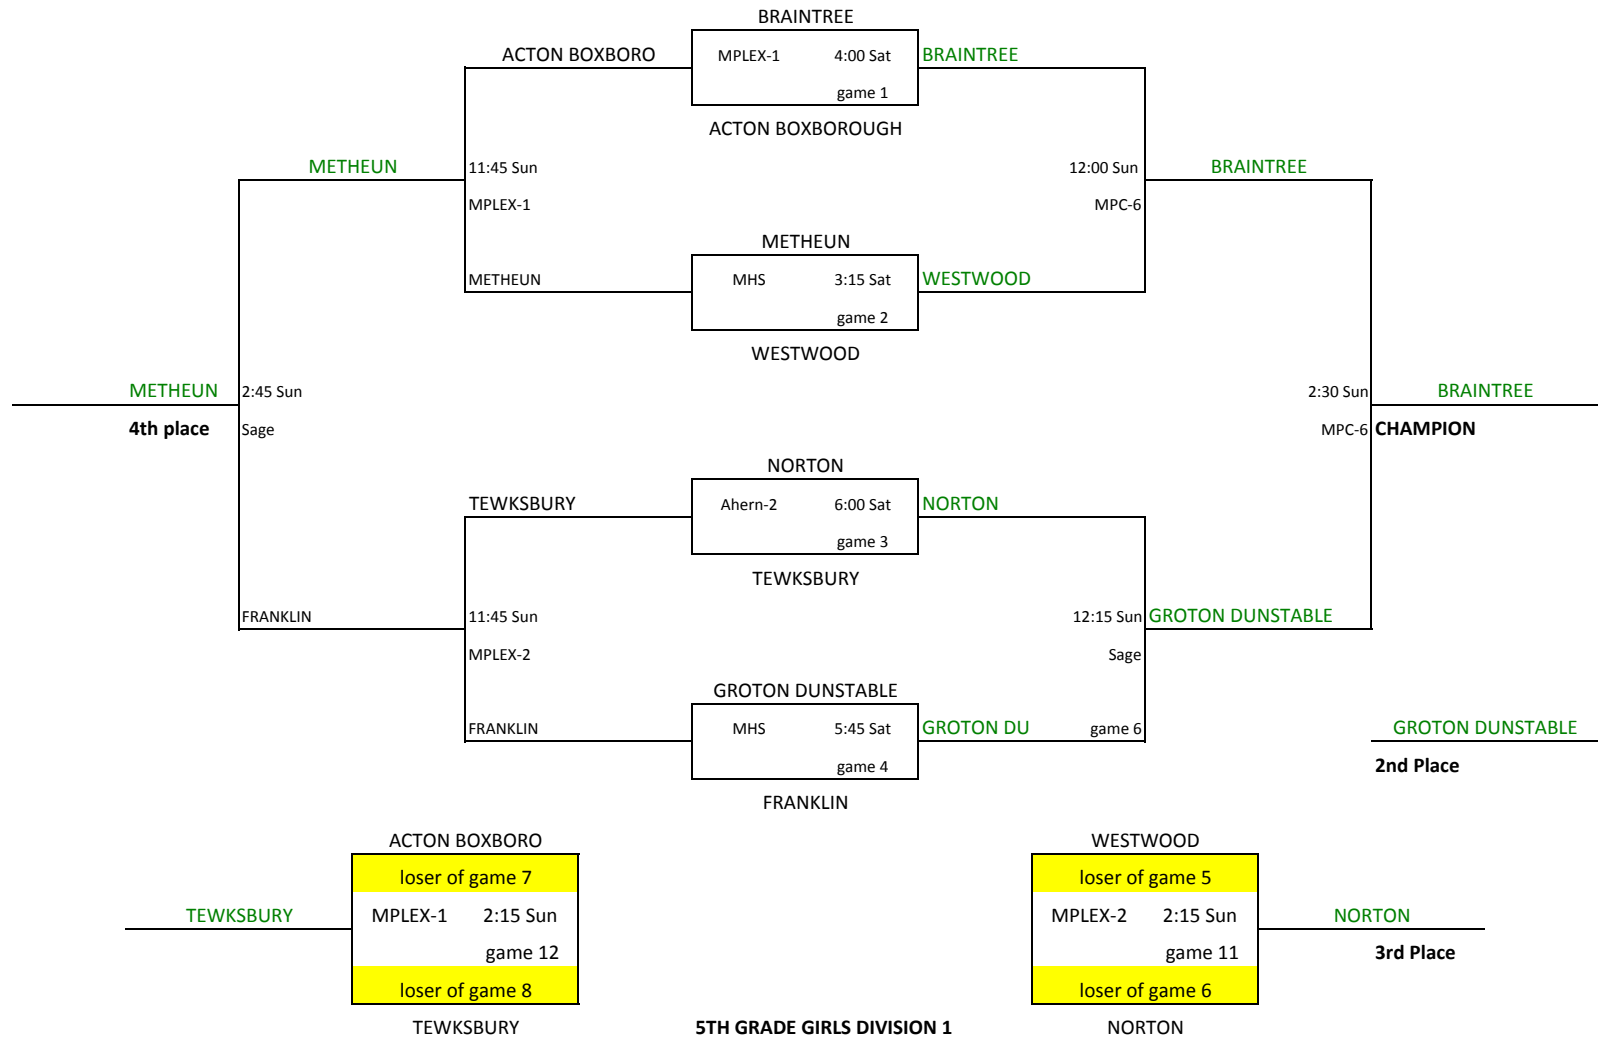 BRAINTREE
ACTON BOXBORO MPLEX-1 4:00 Sat BRAINTREE
game 1
ACTON BOXBOROUGH
METHEUN 11:45 Sun 12:00 Sun BRAINTREE
MPLEX-1 MPC-6
METHEUN
METHEUN MHS 3:15 Sat WESTWOOD
game 2
WESTWOOD
METHEUN 2:45 Sun 2:30 Sun BRAINTREE
4th place Sage MPC-6 CHAMPION
NORTON
TEWKSBURY Ahern-2 6:00 Sat NORTON
game 3
TEWKSBURY
FRANKLIN 11:45 Sun 12:15 Sun GROTON DUNSTABLE
MPLEX-2 Sage
GROTON DUNSTABLE
FRANKLIN MHS 5:45 Sat GROTON DU game 6 GROTON DUNSTABLE
game 4 2nd Place
FRANKLIN
ACTON BOXBORO WESTWOOD
loser of game 7 loser of game 5
TEWKSBURY MPLEX-1 2:15 Sun MPLEX-2 2:15 Sun NORTON
game 12 game 11 3rd Place
loser of game 8 loser of game 6
TEWKSBURY 5TH GRADE GIRLS DIVISION 1 NORTON